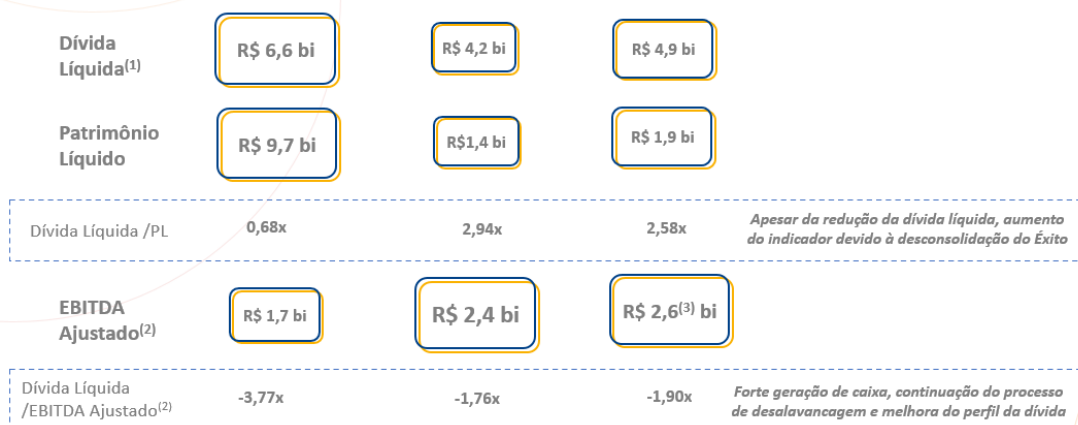 Dívida
Líquida(1)
R$ 6,6 bi
R$ 4,2 bi
R$ 4,9 bi
Patrimônio
Líquido
R$ 9,7 bi
R$1,4 bi
R$ 1,9 bi
Dívida Líquida /PL
0,68x
2,94x
2,58x
Apesar da redução da dívida líquida, aumento
do indicador devido à desconsolidação do Éxito
EBITDA
Ajustado(2)
R$ 1,7 bi
R$ 2,4 bi
R$ 2,6(3) bi
Dívida Líquida
/EBITDA Ajustado(2)
-3,77x
-1,76x
-1,90x
Forte geração de caixa, continuação do processo
de desalavancagem e melhora do perfil da dívida